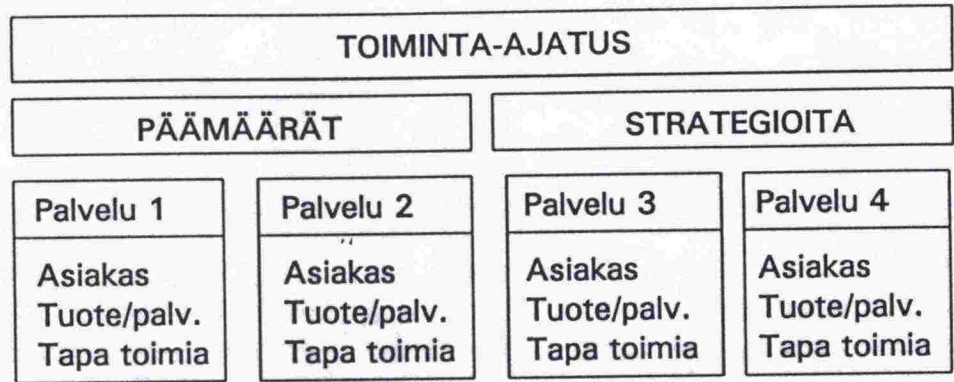 TOIMINTA-AJATUS
PÄÄMÄÄRÄT
STRATEGIOITA
Palvelu 1
Asiakas
Tuote/palv.
Tapa toimia
Palvelu 2
Asiakas
Tuote/palv.
Tapa toimia
Palvelu 3
Asiakas
Tuote/palv.
Tapa toimia
Palvelu 4
Asiakas
Tuote/palv.
Tapa toimia